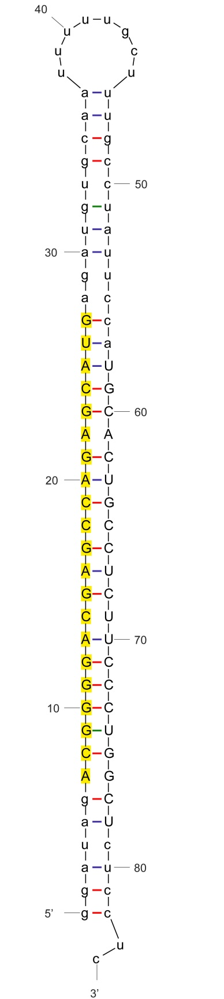 40
u u
u g
u c
u u
a u
a u
c g
g c
u c 50
g u
u a
30 a u
g u
a c
G c
U a
A U
C G
G C 60
A A
G C
20 A U
C G
C C
G C
A U
G C
C U
A U 70
G C
G C
10 G C
G U
C G
A G
g C
a U
u c
a u 80
g c
5’ g c
u
c
3’